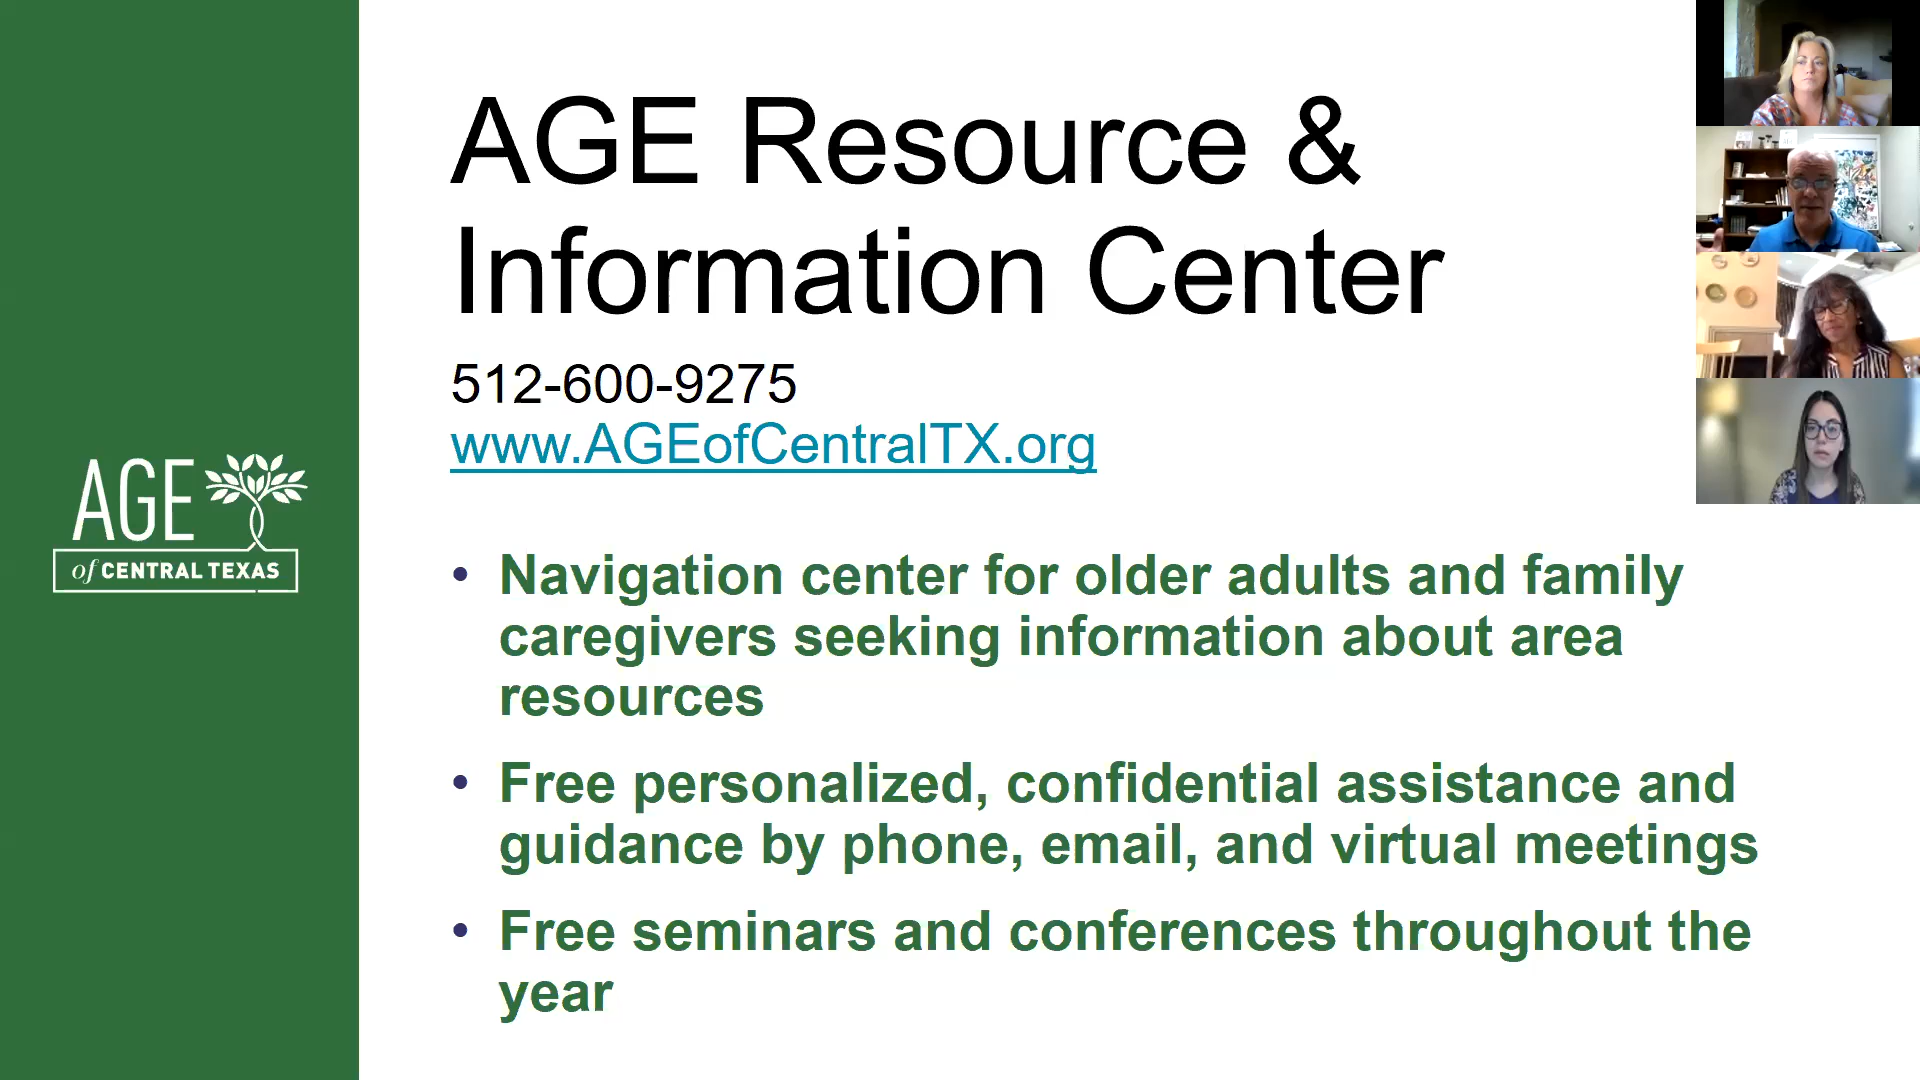 AGE Resource &
Information Center
512-600-9275
www.AGEofCentralTX.org
AGE
of CENTRAL TEXAS
• Navigation center for older adults and family
caregivers seeking information about area
resources
• Free personalized, confidential assistance and
guidance by phone, email, and virtual meetings
• Free seminars and conferences throughout the
year